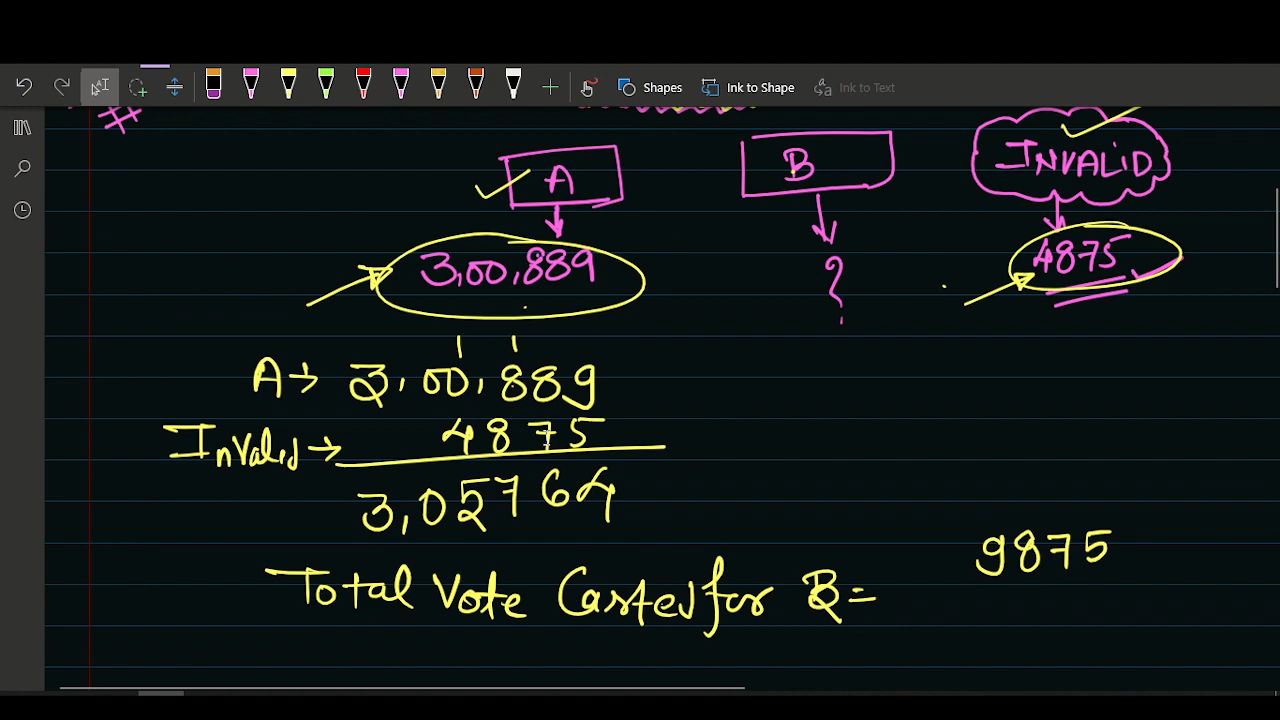 Shapes Ink to Shape Ink to Text
#
A B INVALID
3,00,889 ? 4875
A → 3,00,889
Invalid → 4875
3,05764
9875
Total Vote Casted for B =